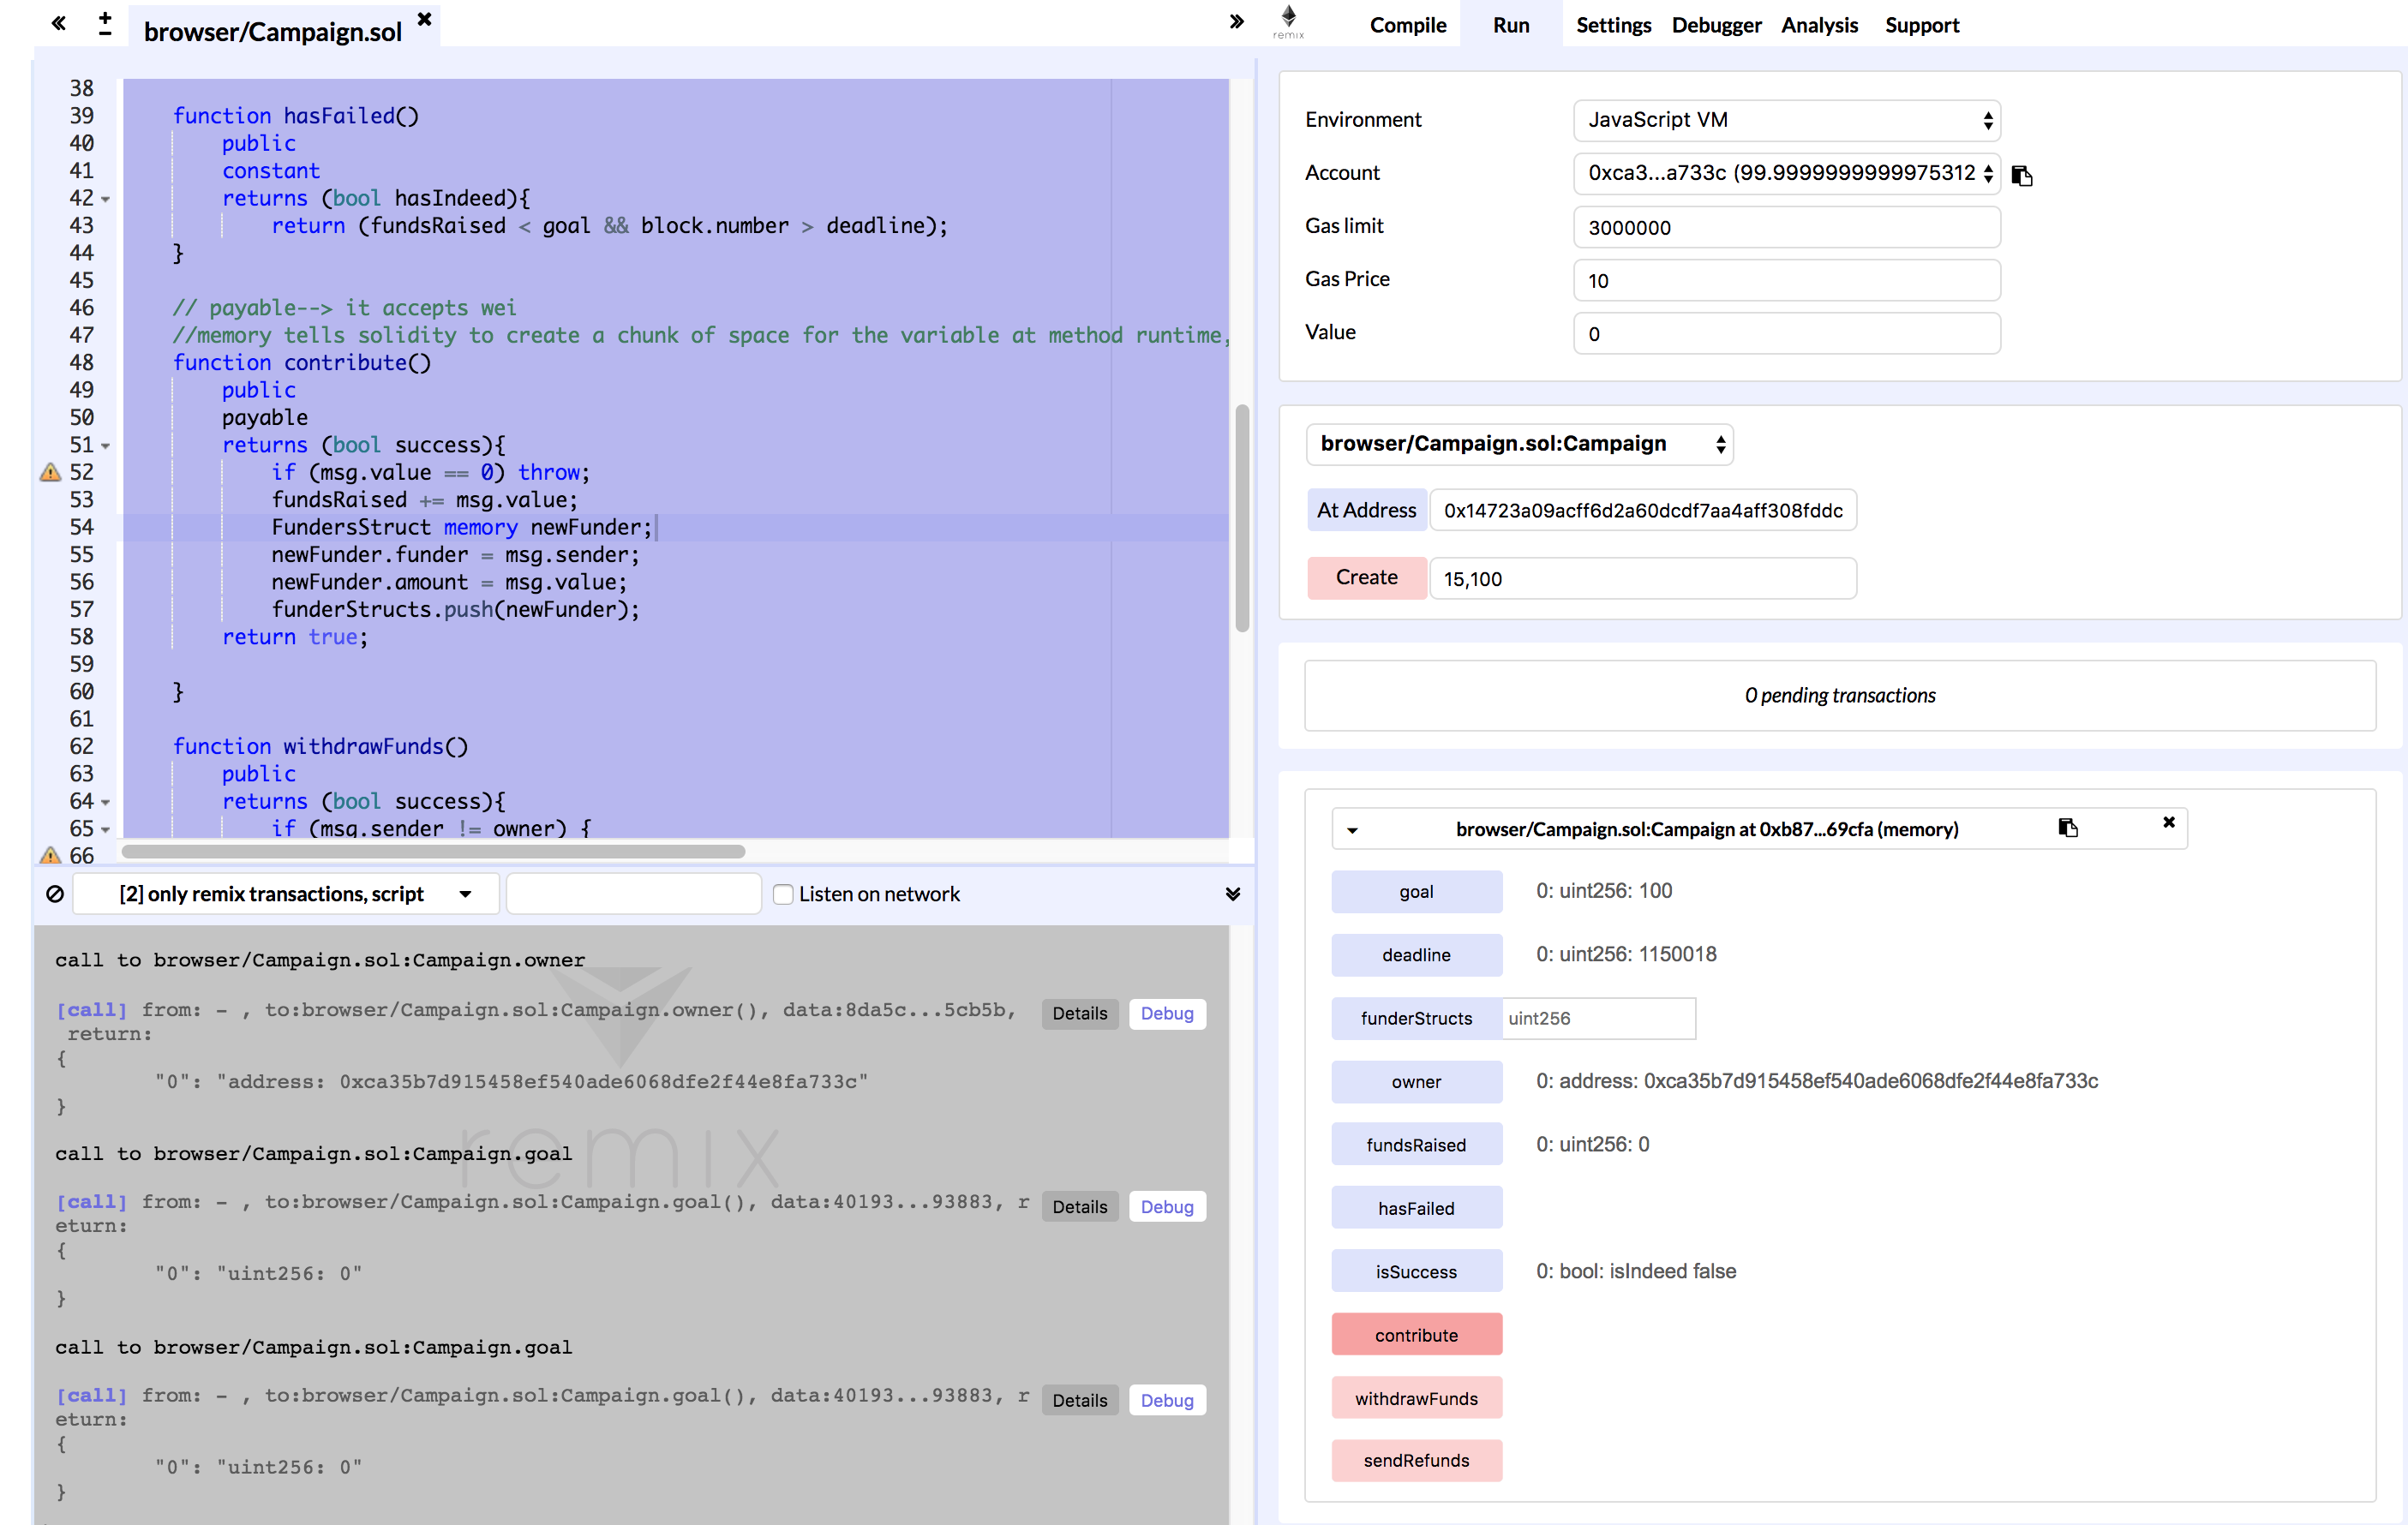 browser/Campaign.sol
38
39 function hasFailed()
40 public
41 constant
42 returns (bool hasIndeed){
43 return (fundsRaised < goal && block.number > deadline);
44 }
45
46 // payable--> it accepts wei
47 //memory tells solidity to create a chunk of space for the variable at method runtime,
48 function contribute()
49 public
50 payable
51 returns (bool success){
52 if (msg.value == 0) throw;
53 fundsRaised += msg.value;
54 FundersStruct memory newFunder;
55 newFunder.funder = msg.sender;
56 newFunder.amount = msg.value;
57 funderStructs.push(newFunder);
58 return true;
59
60 }
61
62 function withdrawFunds()
63 public
64 returns (bool success){
65 if (msg.sender != owner) {
66
[2] only remix transactions, script
Listen on network
call to browser/Campaign.sol:Campaign.owner
[call] from: - , to:browser/Campaign.sol:Campaign.owner(), data:8da5c...5cb5b, Details Debug
return:
{
"0": "address: 0xca35b7d915458ef540ade6068dfe2f44e8fa733c"
}
remix
call to browser/Campaign.sol:Campaign.goal
[call] from: - , to:browser/Campaign.sol:Campaign.goal(), data:40193...93883, r Details Debug
eturn:
{
"0": "uint256: 0"
}
call to browser/Campaign.sol:Campaign.goal
[call] from: - , to:browser/Campaign.sol:Campaign.goal(), data:40193...93883, r Details Debug
eturn:
{
"0": "uint256: 0"
}
remix
Compile Run Settings Debugger Analysis Support
Environment JavaScript VM
Account 0xca3...a733c (99.9999999999975312
Gas limit 3000000
Gas Price 10
Value 0
browser/Campaign.sol:Campaign
At Address 0x14723a09acff6d2a60dcdf7aa4aff308fddc
Create 15,100
0 pending transactions
browser/Campaign.sol:Campaign at 0xb87...69cfa (memory)
goal 0: uint256: 100
deadline 0: uint256: 1150018
funderStructs uint256
owner 0: address: 0xca35b7d915458ef540ade6068dfe2f44e8fa733c
fundsRaised 0: uint256: 0
hasFailed
isSuccess 0: bool: isIndeed false
contribute
withdrawFunds
sendRefunds